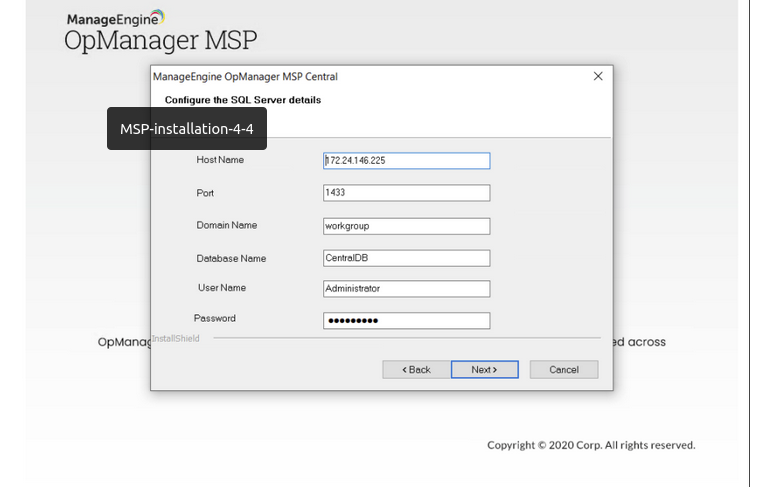 ManageEngine
OpManager MSP
ManageEngine OpManager MSP Central
Configure the SQL Server details
MSP-installation-4-4
Host Name 172.24.146.225
Port 1433
Domain Name workgroup
Database Name CentralDB
User Name Administrator
Password •••••••••
InstallShield
OpManag ed across
< Back Next > Cancel
Copyright © 2020 Corp. All rights reserved.